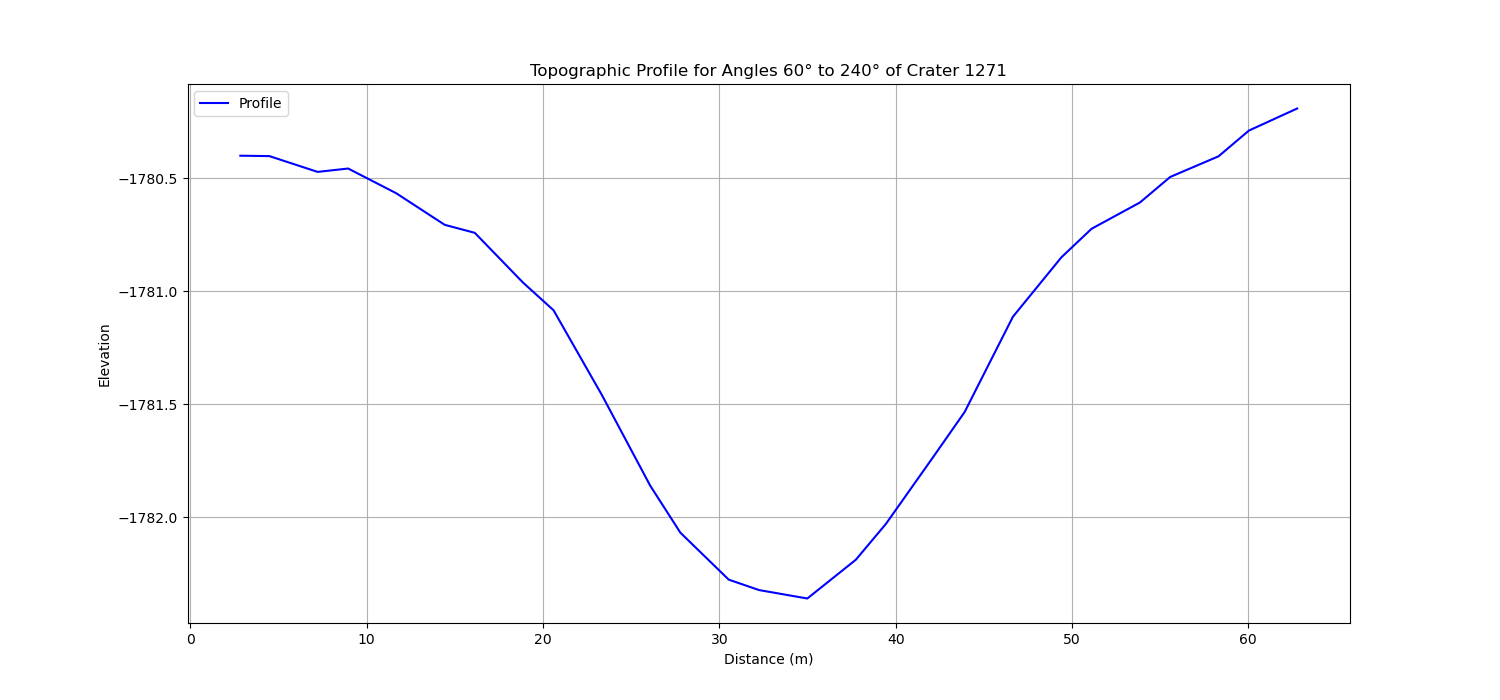 Topographic Profile for Angles 60° to 240° of Crater 1271
Profile
−1780.5
−1781.0
−1781.5
−1782.0
Elevation
0 10 20 30 40 50 60
Distance (m)